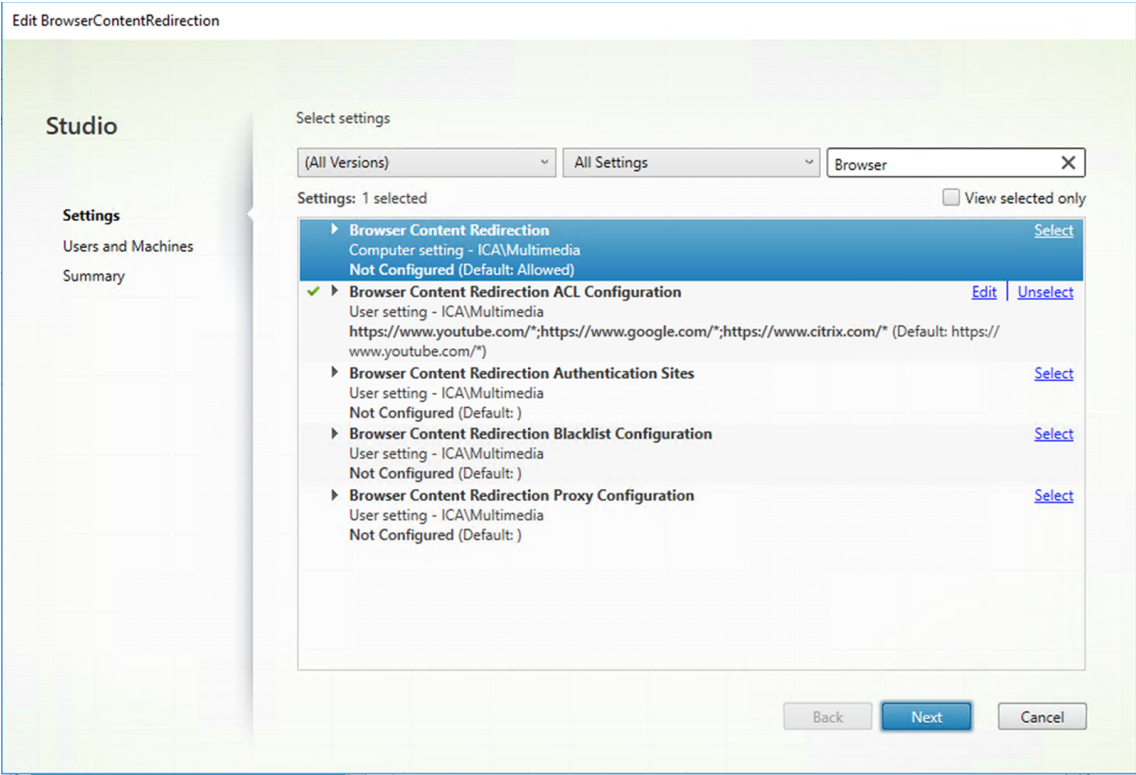 Edit BrowserContentRedirection
Studio
Settings
Users and Machines
Summary
Select settings
(All Versions)
All Settings
Browser
Settings: 1 selected
View selected only
Browser Content Redirection
Select
Computer setting - ICA\Multimedia
Not Configured (Default: Allowed)
Browser Content Redirection ACL Configuration
Edit
Unselect
User setting - ICA\Multimedia
https://www.youtube.com/*;https://www.google.com/*;https://www.citrix.com/* (Default: https://
www.youtube.com/*)
Browser Content Redirection Authentication Sites
Select
User setting - ICA\Multimedia
Not Configured (Default: )
Browser Content Redirection Blacklist Configuration
Select
User setting - ICA\Multimedia
Not Configured (Default: )
Browser Content Redirection Proxy Configuration
Select
User setting - ICA\Multimedia
Not Configured (Default: )
Back
Next
Cancel